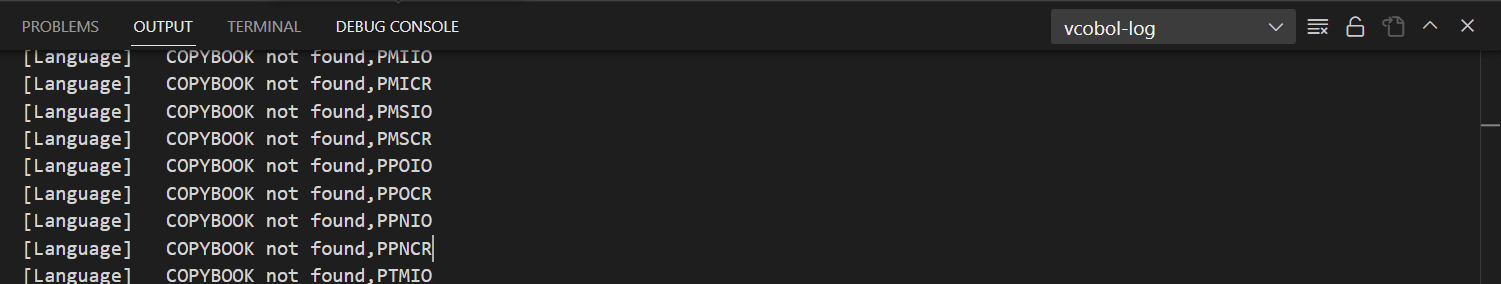 PROBLEMS OUTPUT TERMINAL DEBUG CONSOLE vcobol-log
[Language] COPYBOOK not found,PMIIO
[Language] COPYBOOK not found,PMICR
[Language] COPYBOOK not found,PMSIO
[Language] COPYBOOK not found,PMSCR
[Language] COPYBOOK not found,PPOIO
[Language] COPYBOOK not found,PPOCR
[Language] COPYBOOK not found,PPNIO
[Language] COPYBOOK not found,PPNCR
[Language] COPYBOOK not found,PTMIO